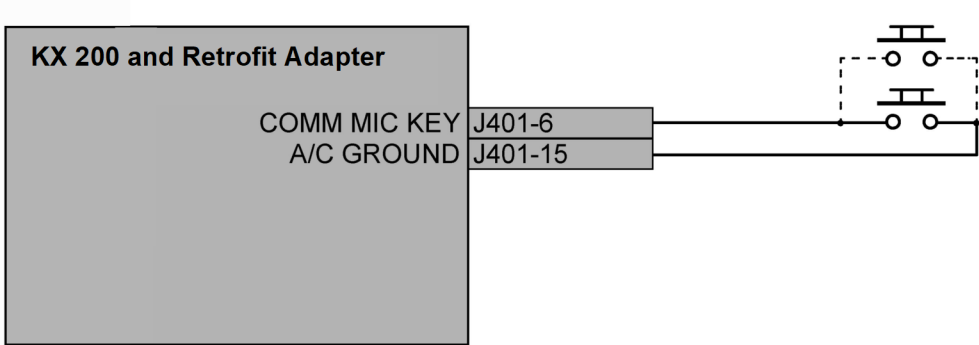 KX 200 and Retrofit Adapter
COMM MIC KEY J401-6
A/C GROUND J401-15